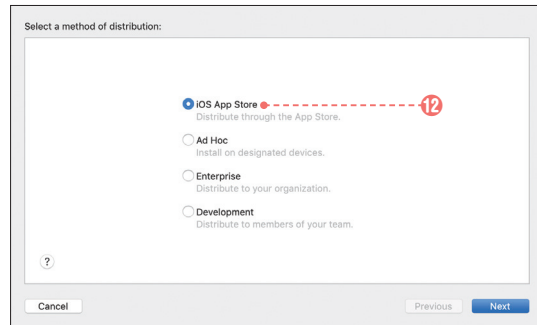 Select a method of distribution:
iOS App Store
12
Distribute through the App Store.
Ad Hoc
Install on designated devices.
Enterprise
Distribute to your organization.
Development
Distribute to members of your team.
?
Cancel
Previous
Next